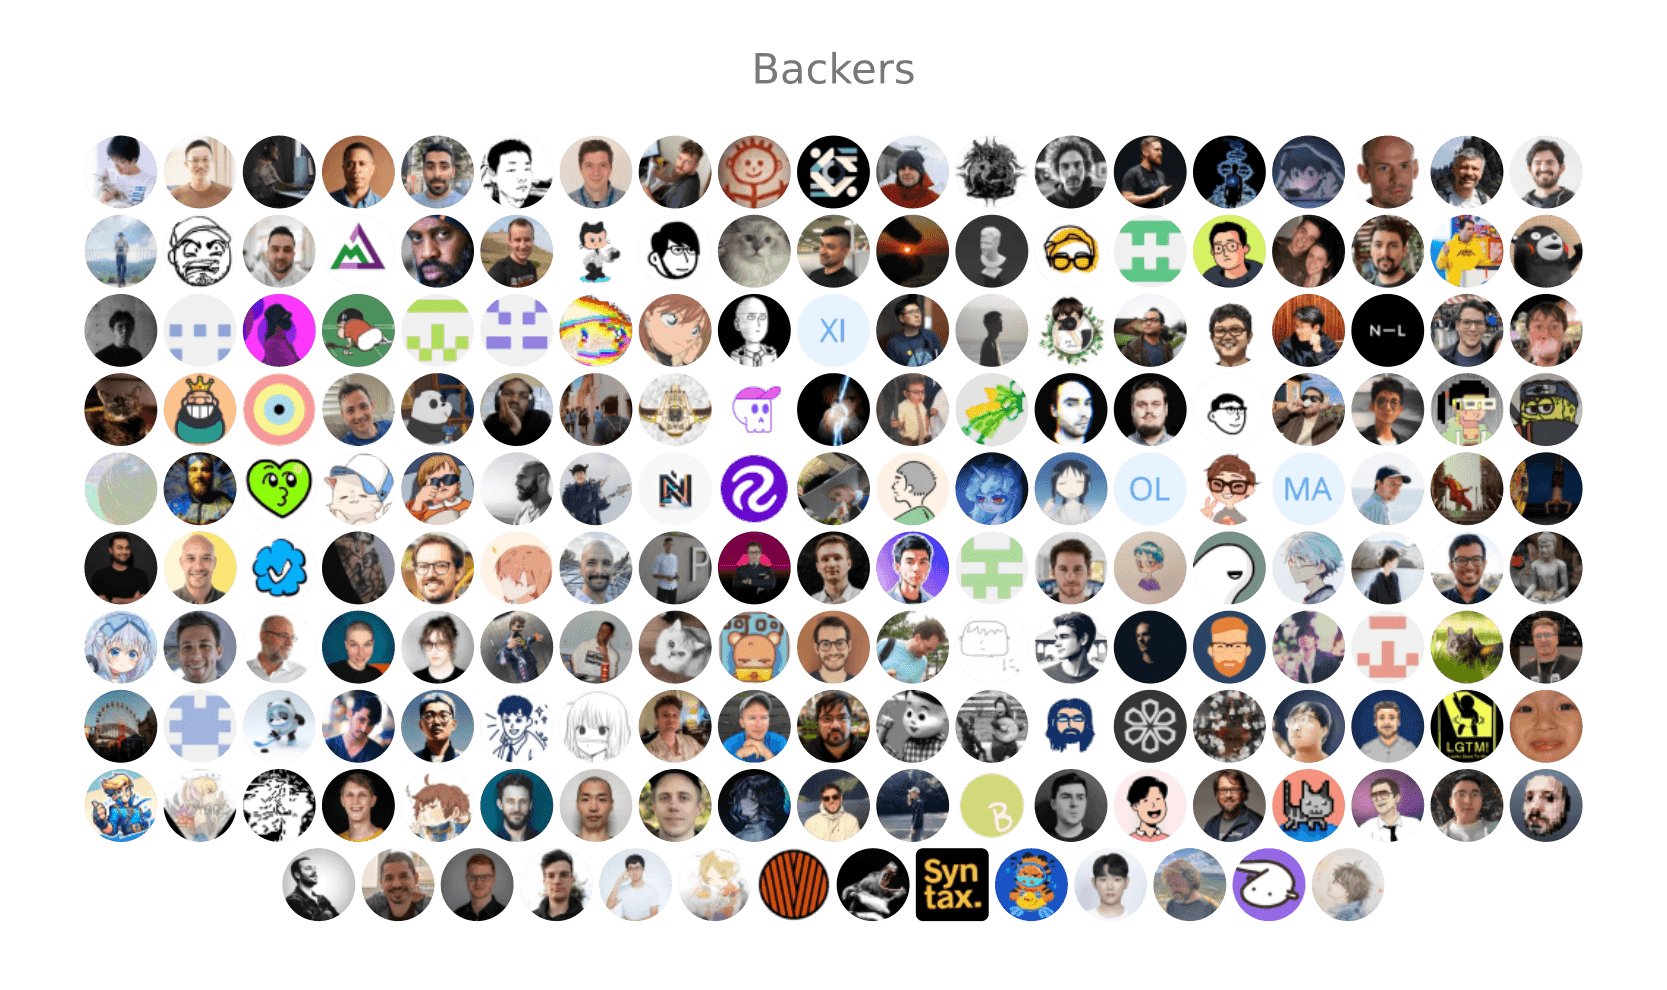 Backers
XI
N—L
OL
MA
P
LGTM!
B
Syn
tax.